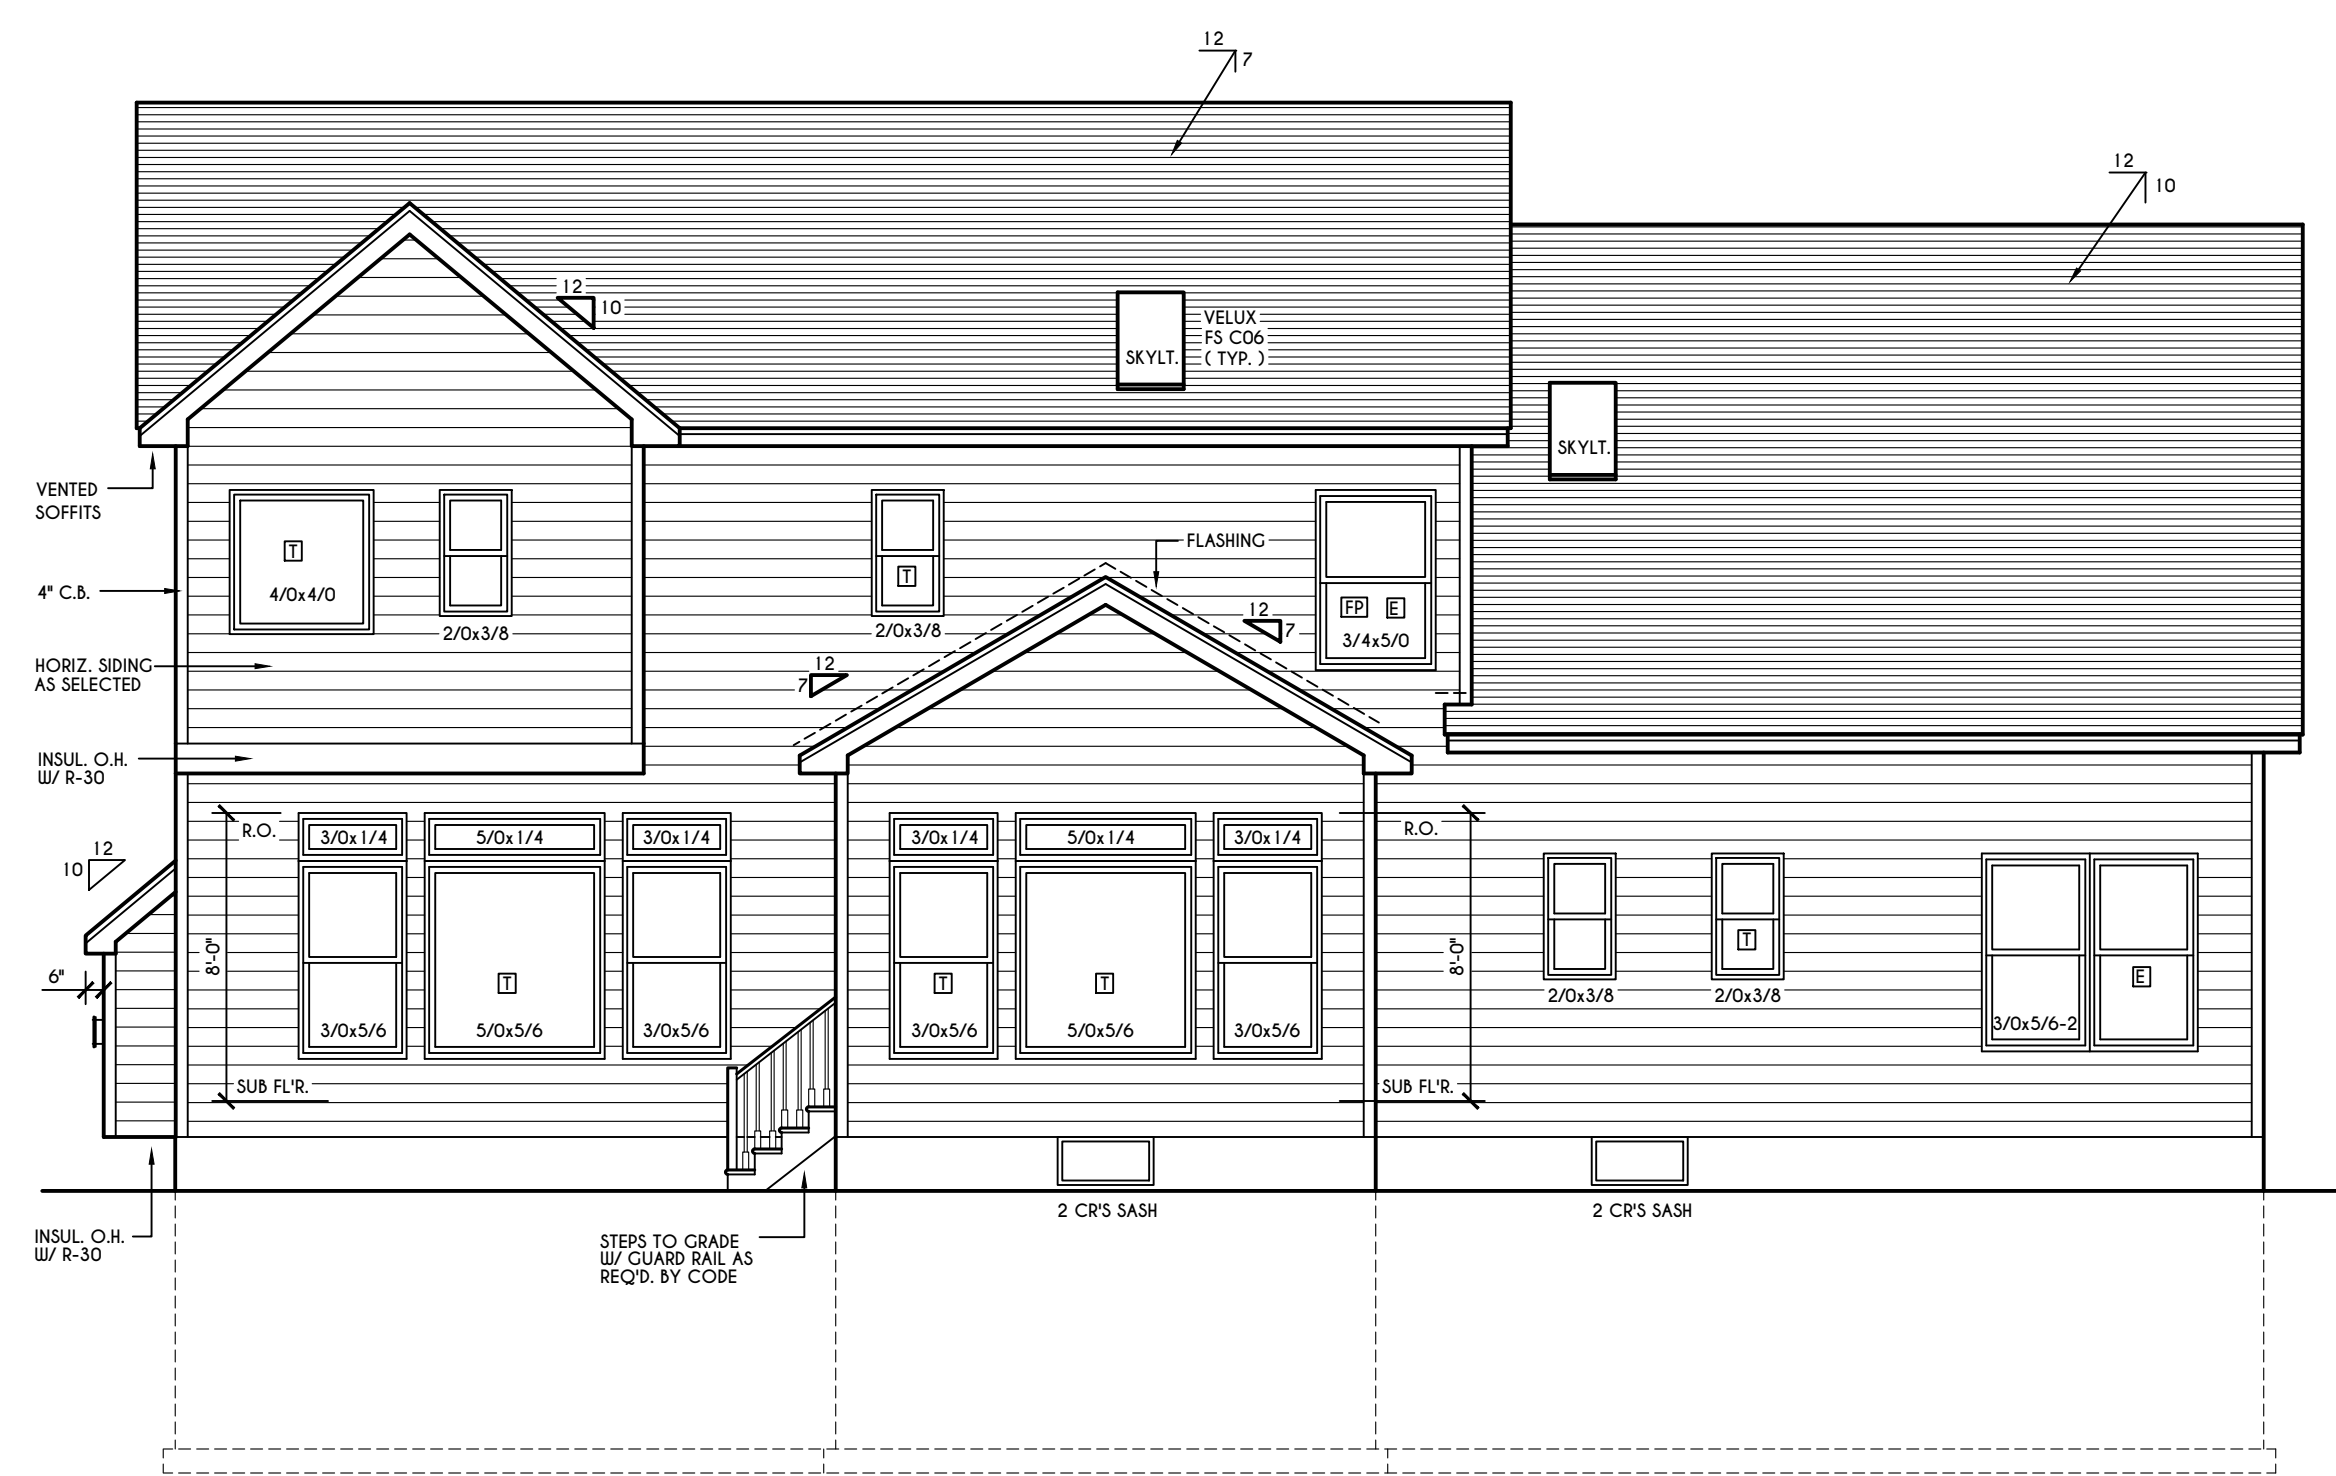 12
7
12
10
12
10
VELUX
FS C06
( TYP. )
SKYLT.
SKYLT.
VENTED
SOFFITS
T
4/0x4/0
2/0x3/8
T
2/0x3/8
FLASHING
FP E
3/4x5/0
12
7
12
7
4" C.B.
HORIZ. SIDING
AS SELECTED
INSUL. O.H.
W/ R-30
R.O.
3/0x1/4
5/0x1/4
3/0x1/4
3/0x1/4
5/0x1/4
3/0x1/4
R.O.
12
10
8'-0"
8'-0"
6"
T
T
T
T
E
3/0x5/6
5/0x5/6
3/0x5/6
3/0x5/6
5/0x5/6
3/0x5/6
2/0x3/8
2/0x3/8
3/0x5/6-2
SUB FL'R.
SUB FL'R.
2 CR'S SASH
2 CR'S SASH
INSUL. O.H.
W/ R-30
STEPS TO GRADE
W/ GUARD RAIL AS
REQ'D. BY CODE